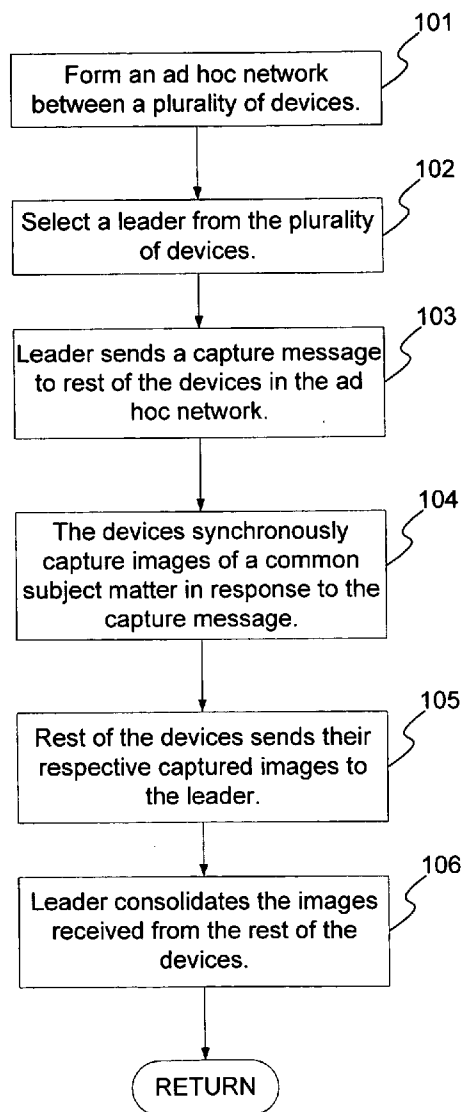 101
Form an ad hoc network
between a plurality of devices.
102
Select a leader from the plurality
of devices.
103
Leader sends a capture message
to rest of the devices in the ad
hoc network.
104
The devices synchronously
capture images of a common
subject matter in response to the
capture message.
105
Rest of the devices sends their
respective captured images to
the leader.
106
Leader consolidates the images
received from the rest of the
devices.
RETURN